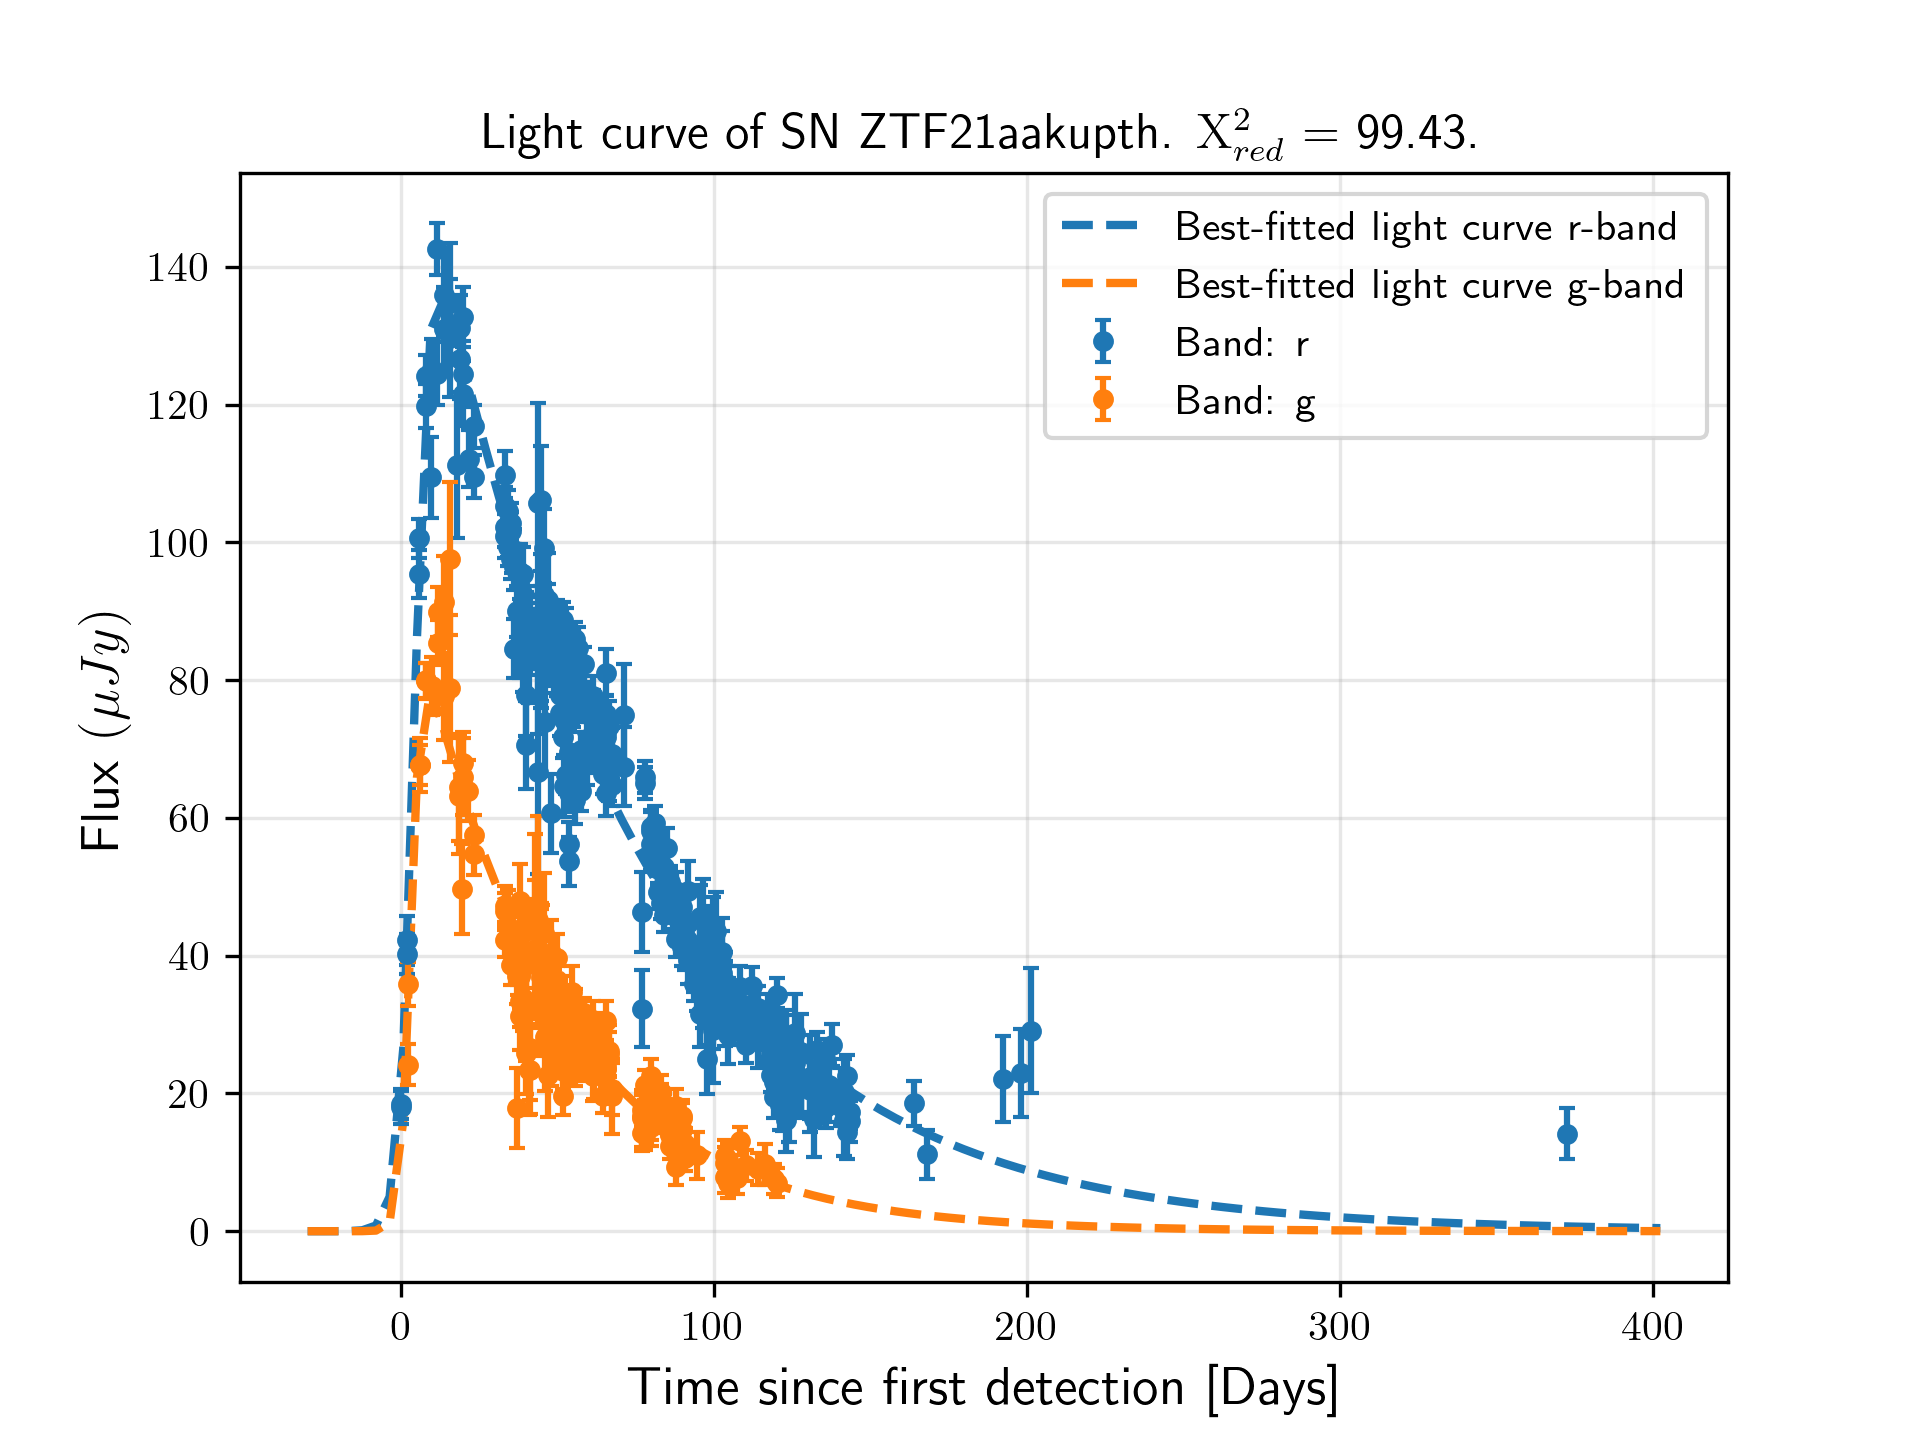 Light curve of SN ZTF21aakupth. X²_red = 99.43.
Best-fitted light curve r-band
Best-fitted light curve g-band
Band: r
Band: g
Flux (μJy)
140
120
100
80
60
40
20
0
0 100 200 300 400
Time since first detection [Days]